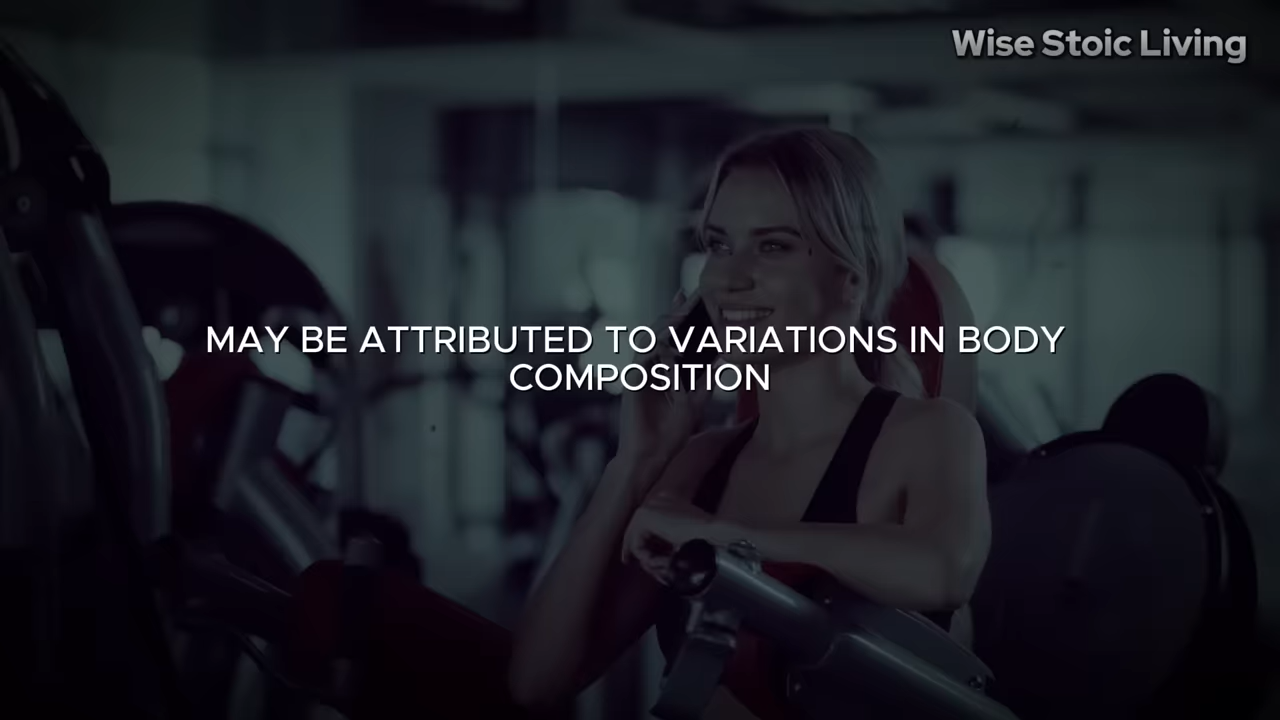 Wise Stoic Living
MAY BE ATTRIBUTED TO VARIATIONS IN BODY
COMPOSITION